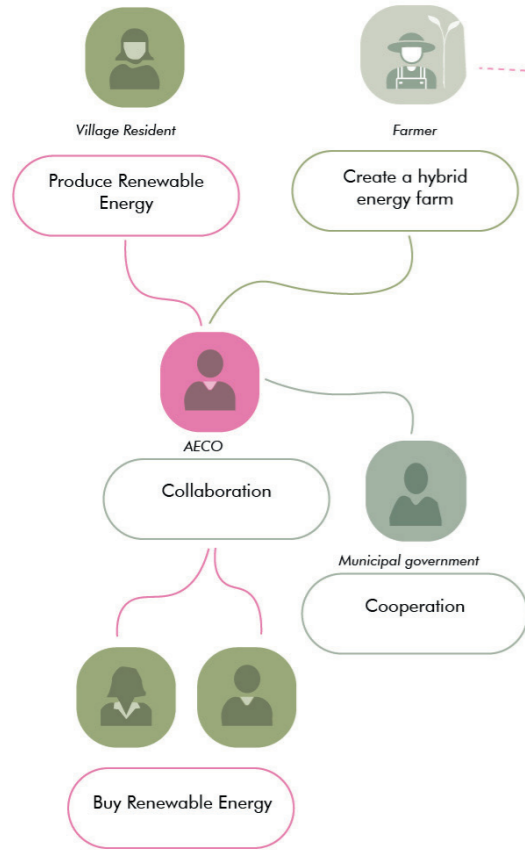 Village Resident
Farmer
Produce Renewable
Energy
Create a hybrid
energy farm
AECO
Collaboration
Municipal government
Cooperation
Buy Renewable Energy